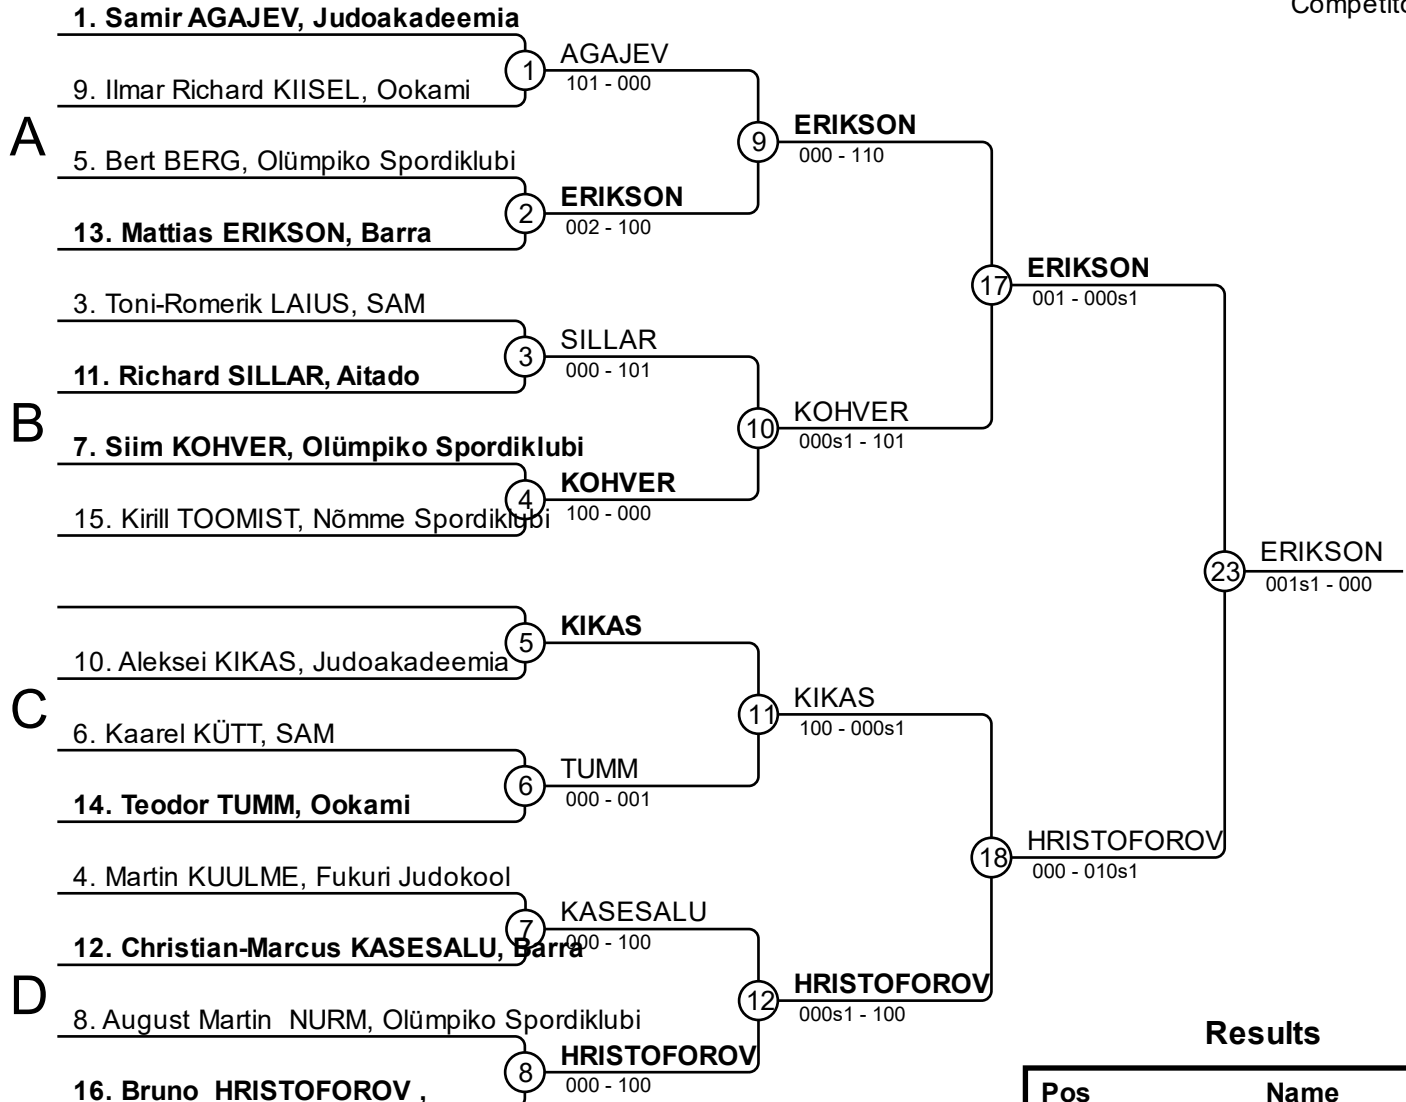 Competito
1. Samir AGAJEV, Judoakadeemia
1
AGAJEV
101 - 000
9. Ilmar Richard KIISEL, Ookami
A
9
ERIKSON
000 - 110
5. Bert BERG, Olümpiko Spordiklubi
2
ERIKSON
002 - 100
13. Mattias ERIKSON, Barra
17
ERIKSON
001 - 000s1
3. Toni-Romerik LAIUS, SAM
3
SILLAR
000 - 101
11. Richard SILLAR, Aitado
B
10
KOHVER
000s1 - 101
7. Siim KOHVER, Olümpiko Spordiklubi
4
KOHVER
100 - 000
15. Kirill TOOMIST, Nõmme Spordiklubi
23
ERIKSON
001s1 - 000
5
KIKAS
10. Aleksei KIKAS, Judoakadeemia
C
11
KIKAS
100 - 000s1
6. Kaarel KÜTT, SAM
6
TUMM
000 - 001
14. Teodor TUMM, Ookami
18
HRISTOFOROV
000 - 010s1
4. Martin KUULME, Fukuri Judokool
7
KASESALU
000 - 100
12. Christian-Marcus KASESALU, Barra
D
12
HRISTOFOROV
000s1 - 100
8. August Martin  NURM, Olümpiko Spordiklubi
8
HRISTOFOROV
000 - 100
16. Bruno  HRISTOFOROV ,
Results
Pos Name